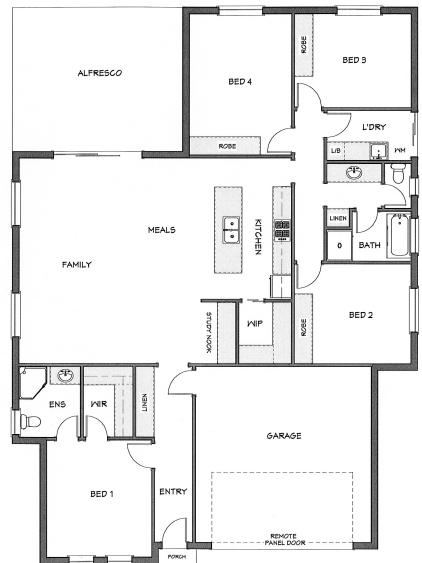 ALFRESCO
BED 4
ROBE
ROBE
BED 3
L'DRY
L/B
WM
MEALS
KITCHEN
FAMILY
LINEN
BATH
BED 2
ROBE
STUDY NOOK
WIP
ENS
WIR
LINEN
GARAGE
BED 1
ENTRY
REMOTE
PANEL DOOR
PORCH